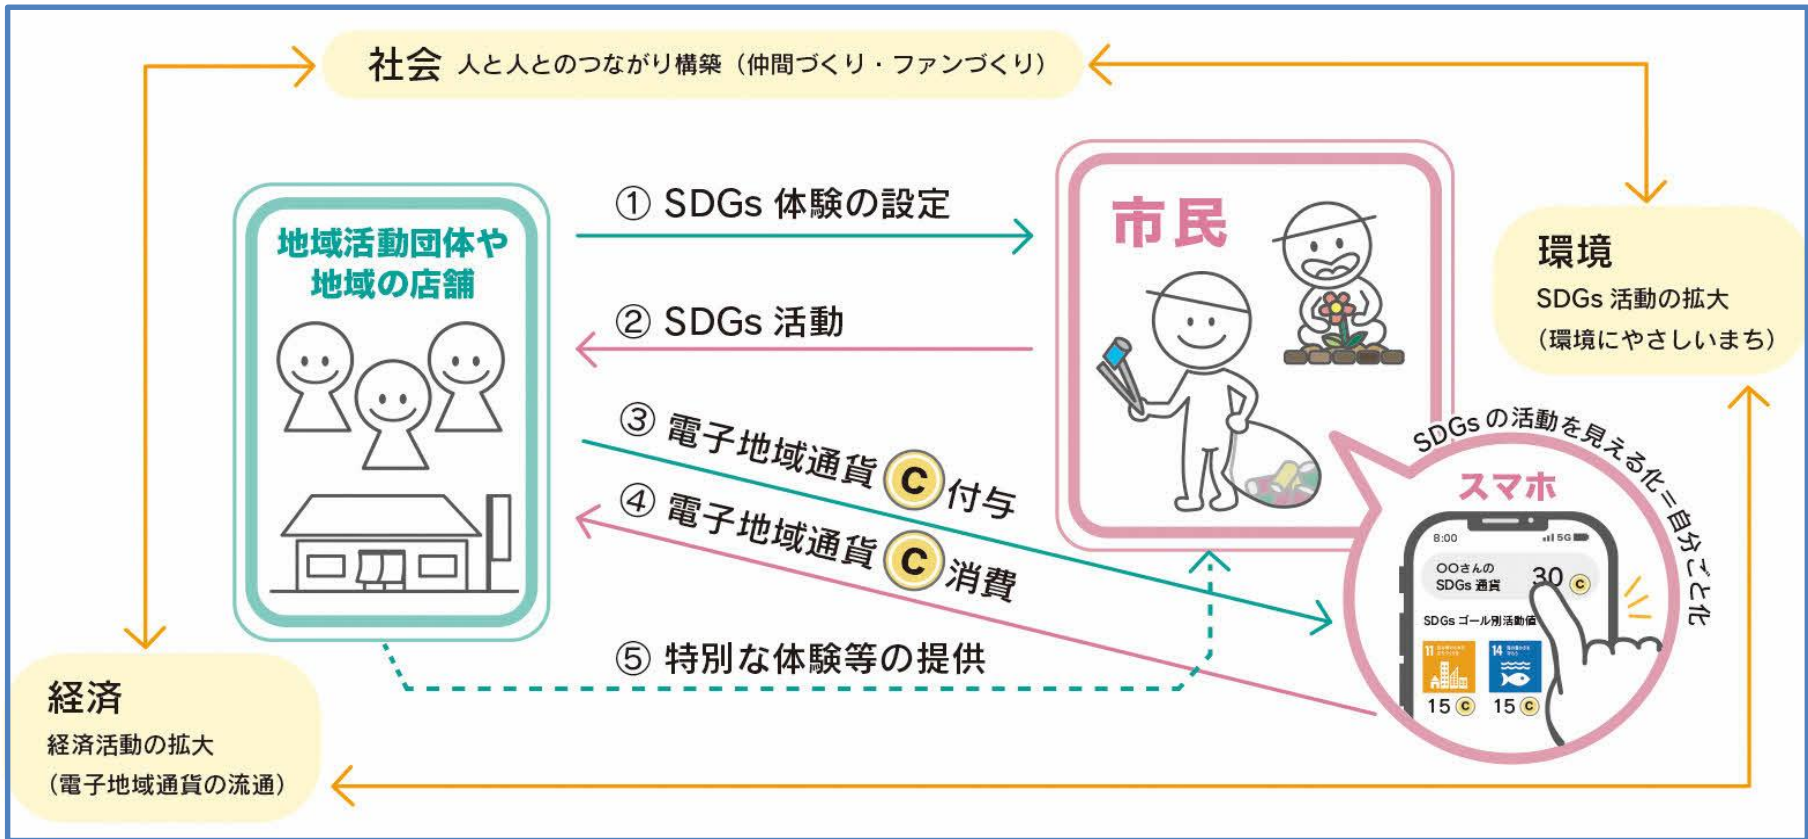 社会 人と人とのつながり構築（仲間づくり・ファンづくり）
地域活動団体や
地域の店舗
① SDGs 体験の設定
② SDGs 活動
③ 電子地域通貨 C 付与
④ 電子地域通貨 C 消費
⑤ 特別な体験等の提供
市民
環境
SDGs 活動の拡大
（環境にやさしいまち）
SDGs の活動を見える化＝自分ごと化
スマホ
8:00
5G
〇〇さんの
SDGs 通貨
30 C
SDGs ゴール別活動値
11
14
15 C
15 C
経済
経済活動の拡大
（電子地域通貨の流通）